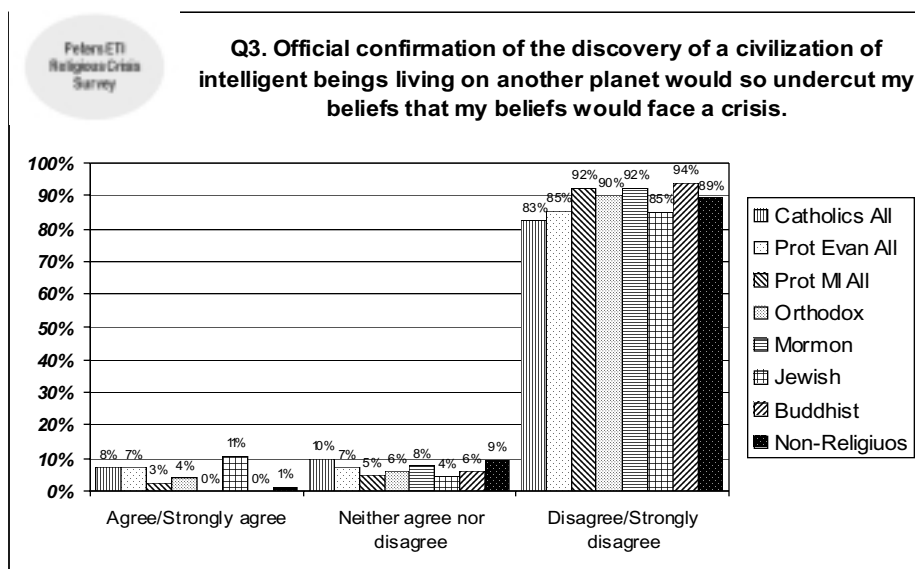 Peters ETI
Religious Crisis
Survey
Q3. Official confirmation of the discovery of a civilization of
intelligent beings living on another planet would so undercut my
beliefs that my beliefs would face a crisis.
100%
90%
80%
70%
60%
50%
40%
30%
20%
10%
0%
8% 7% 3% 4% 0% 11% 0% 1%
10% 7% 5% 6% 8% 4% 6% 9%
83% 85% 92% 90% 92% 85% 94% 89%
Agree/Strongly agree
Neither agree nor
disagree
Disagree/Strongly
disagree
Catholics All
Prot Evan All
Prot Ml All
Orthodox
Mormon
Jewish
Buddhist
Non-Religiuos